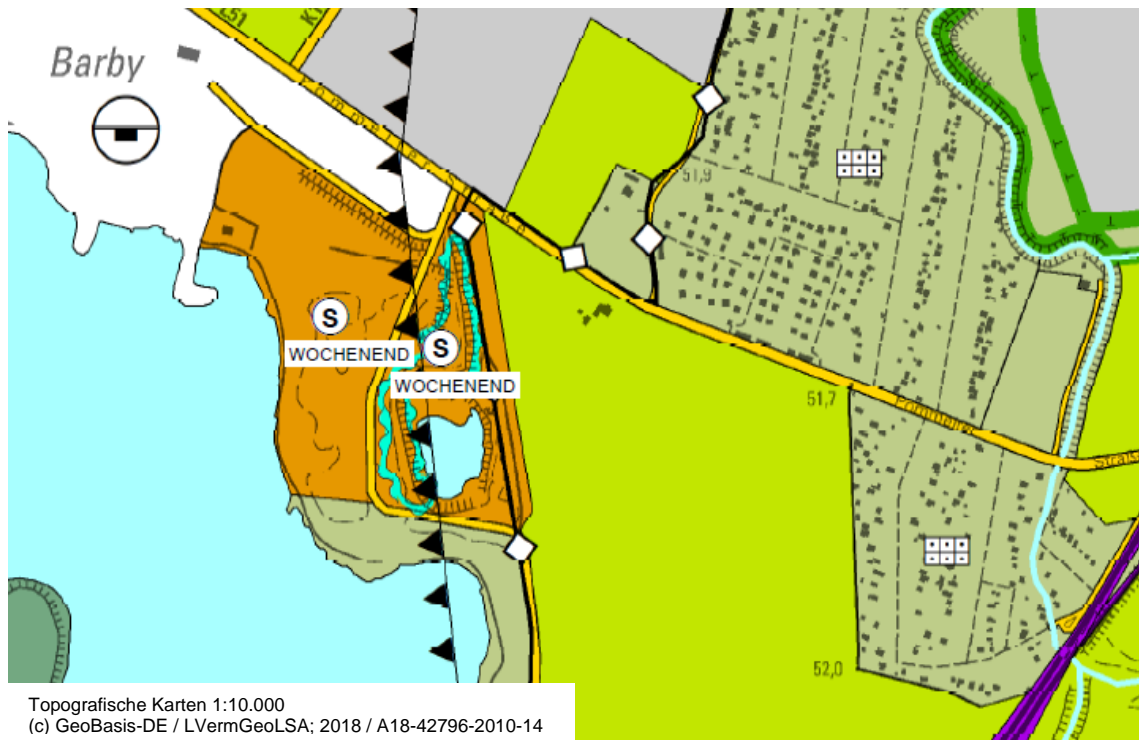 L51
Barby
51,9
S
WOCHENEND
S
WOCHENEND
51,7
52,0
Topografische Karten 1:10.000
(c) GeoBasis-DE / LVermGeoLSA; 2018 / A18-42796-2010-14